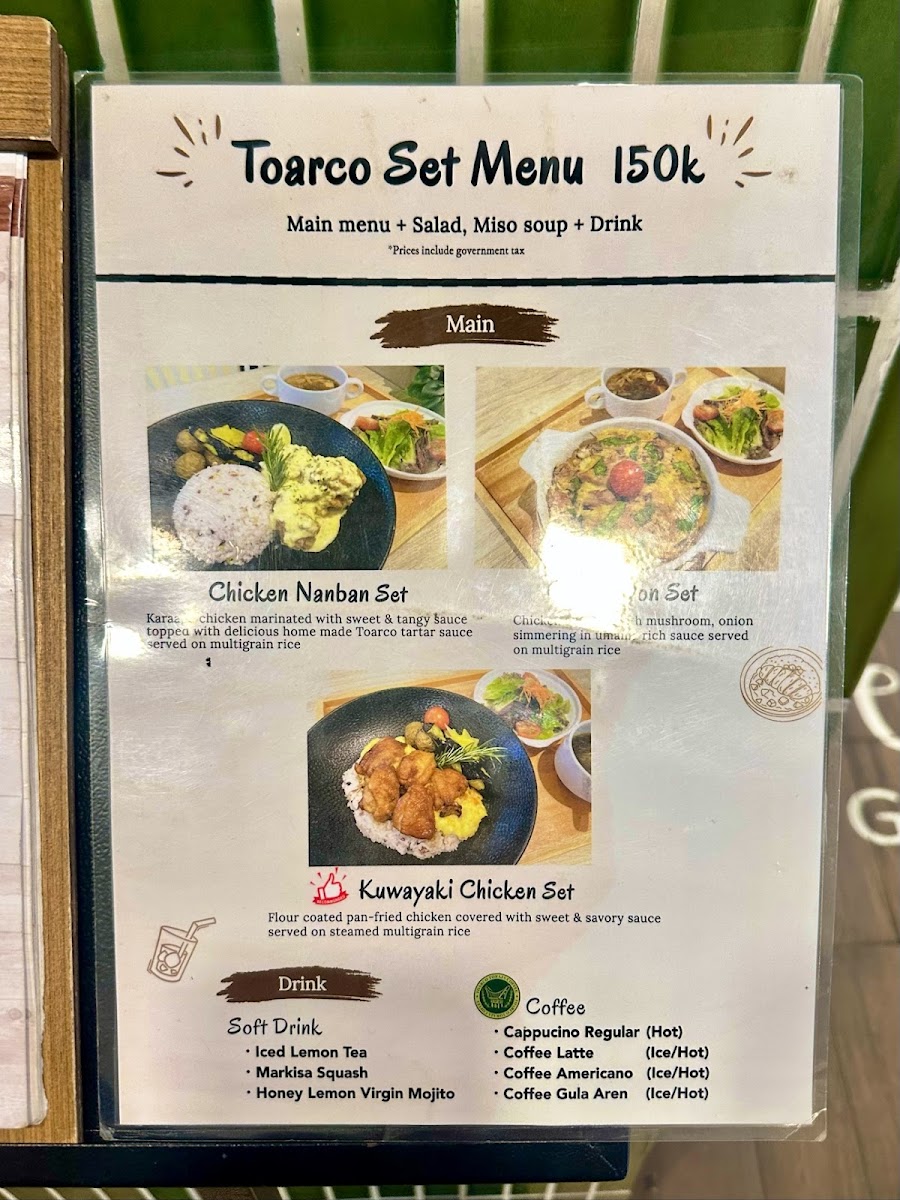 Toarco Set Menu 150k
Main menu + Salad, Miso soup + Drink
*Prices include government tax
Main
Chicken Nanban Set
Karaage chicken marinated with sweet & tangy sauce
topped with delicious home made Toarco tartar sauce
served on multigrain rice
Set
mushroom, onion
simmering in umami rich sauce served
on multigrain rice
Kuwayaki Chicken Set
Flour coated pan-fried chicken covered with sweet & savory sauce
served on steamed multigrain rice
Drink
Soft Drink
· Iced Lemon Tea
· Markisa Squash
· Honey Lemon Virgin Mojito
Coffee
· Cappucino Regular (Hot)
· Coffee Latte (Ice/Hot)
· Coffee Americano (Ice/Hot)
· Coffee Gula Aren (Ice/Hot)